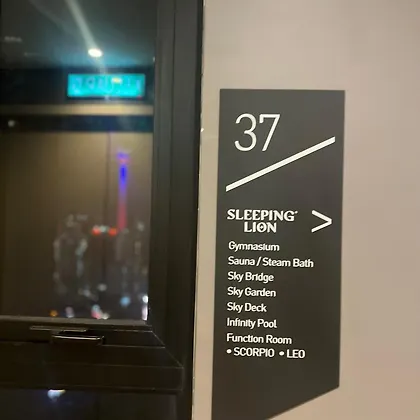 37
SLEEPING
LION >
Gymnasium
Sauna / Steam Bath
Sky Bridge
Sky Garden
Sky Deck
Infinity Pool
Function Room
• SCORPIO • LEO